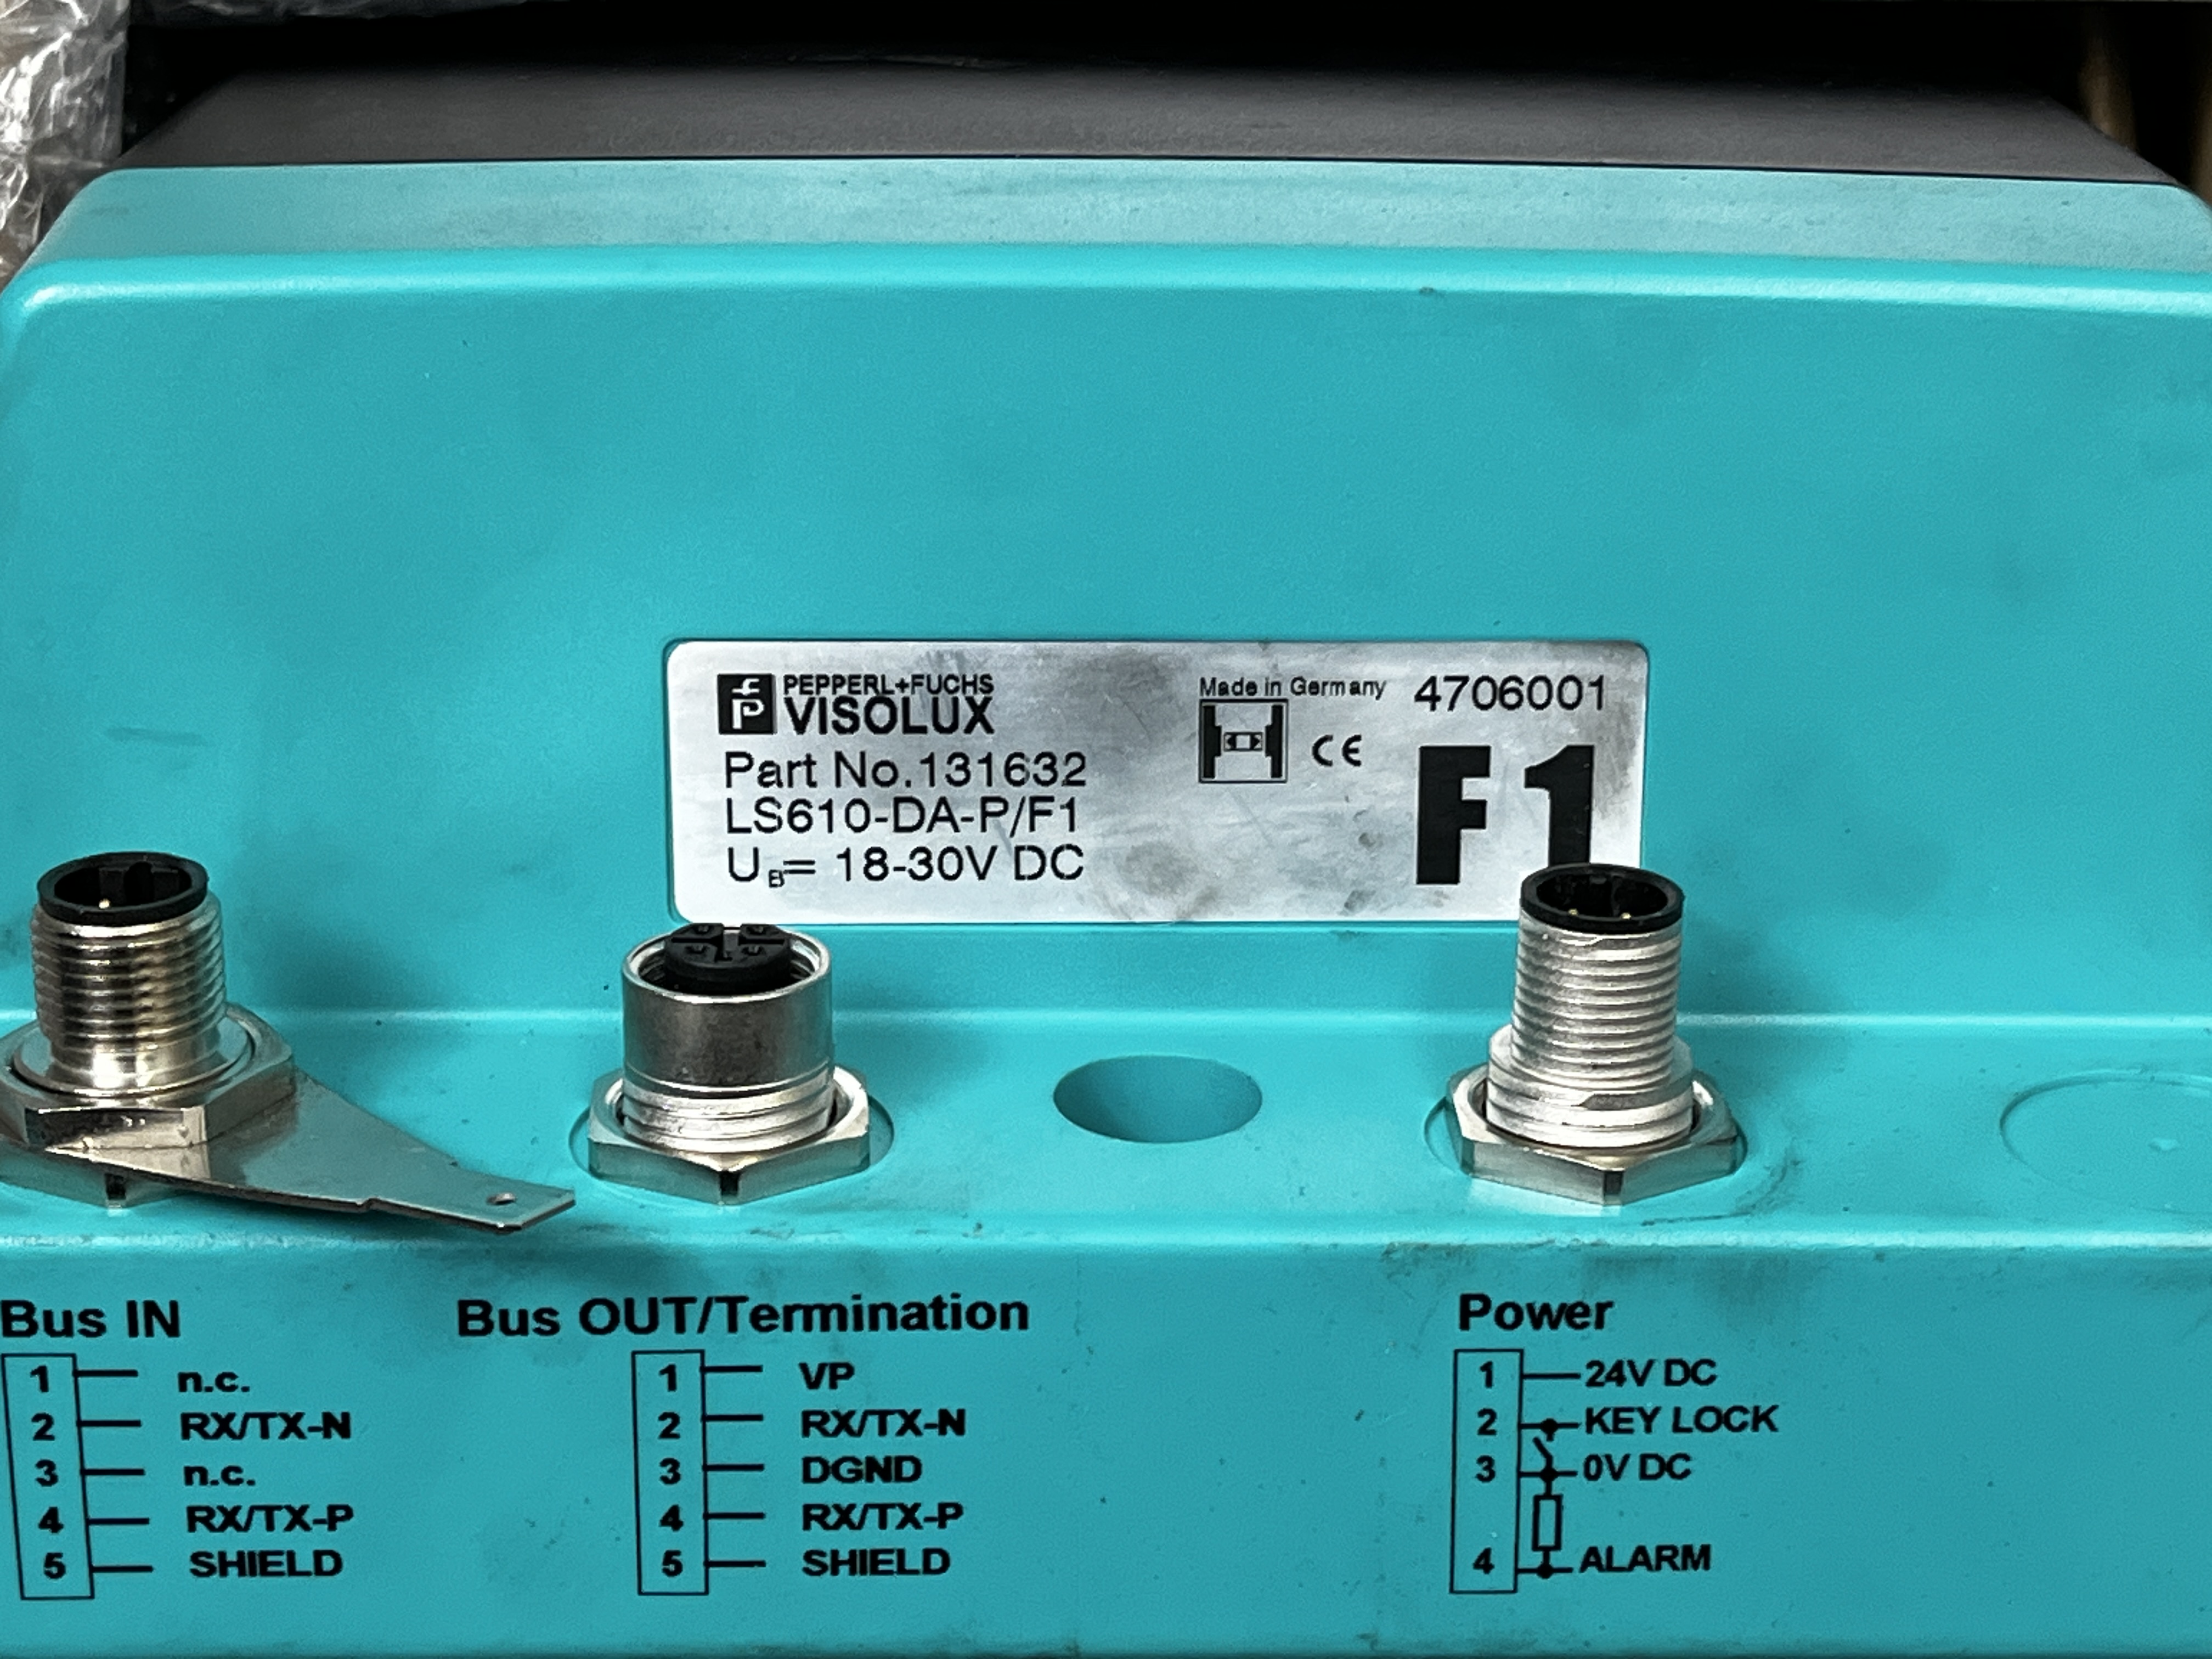 PEPPERL+FUCHS
VISOLUX
Part No.131632
LS610-DA-P/F1
UB= 18-30V DC
Made in Germany
4706001
CE
F1
Bus IN
1 n.c.
2 RX/TX-N
3 n.c.
4 RX/TX-P
5 SHIELD
Bus OUT/Termination
1 VP
2 RX/TX-N
3 DGND
4 RX/TX-P
5 SHIELD
Power
1 24V DC
2 KEY LOCK
3 0V DC
4 ALARM